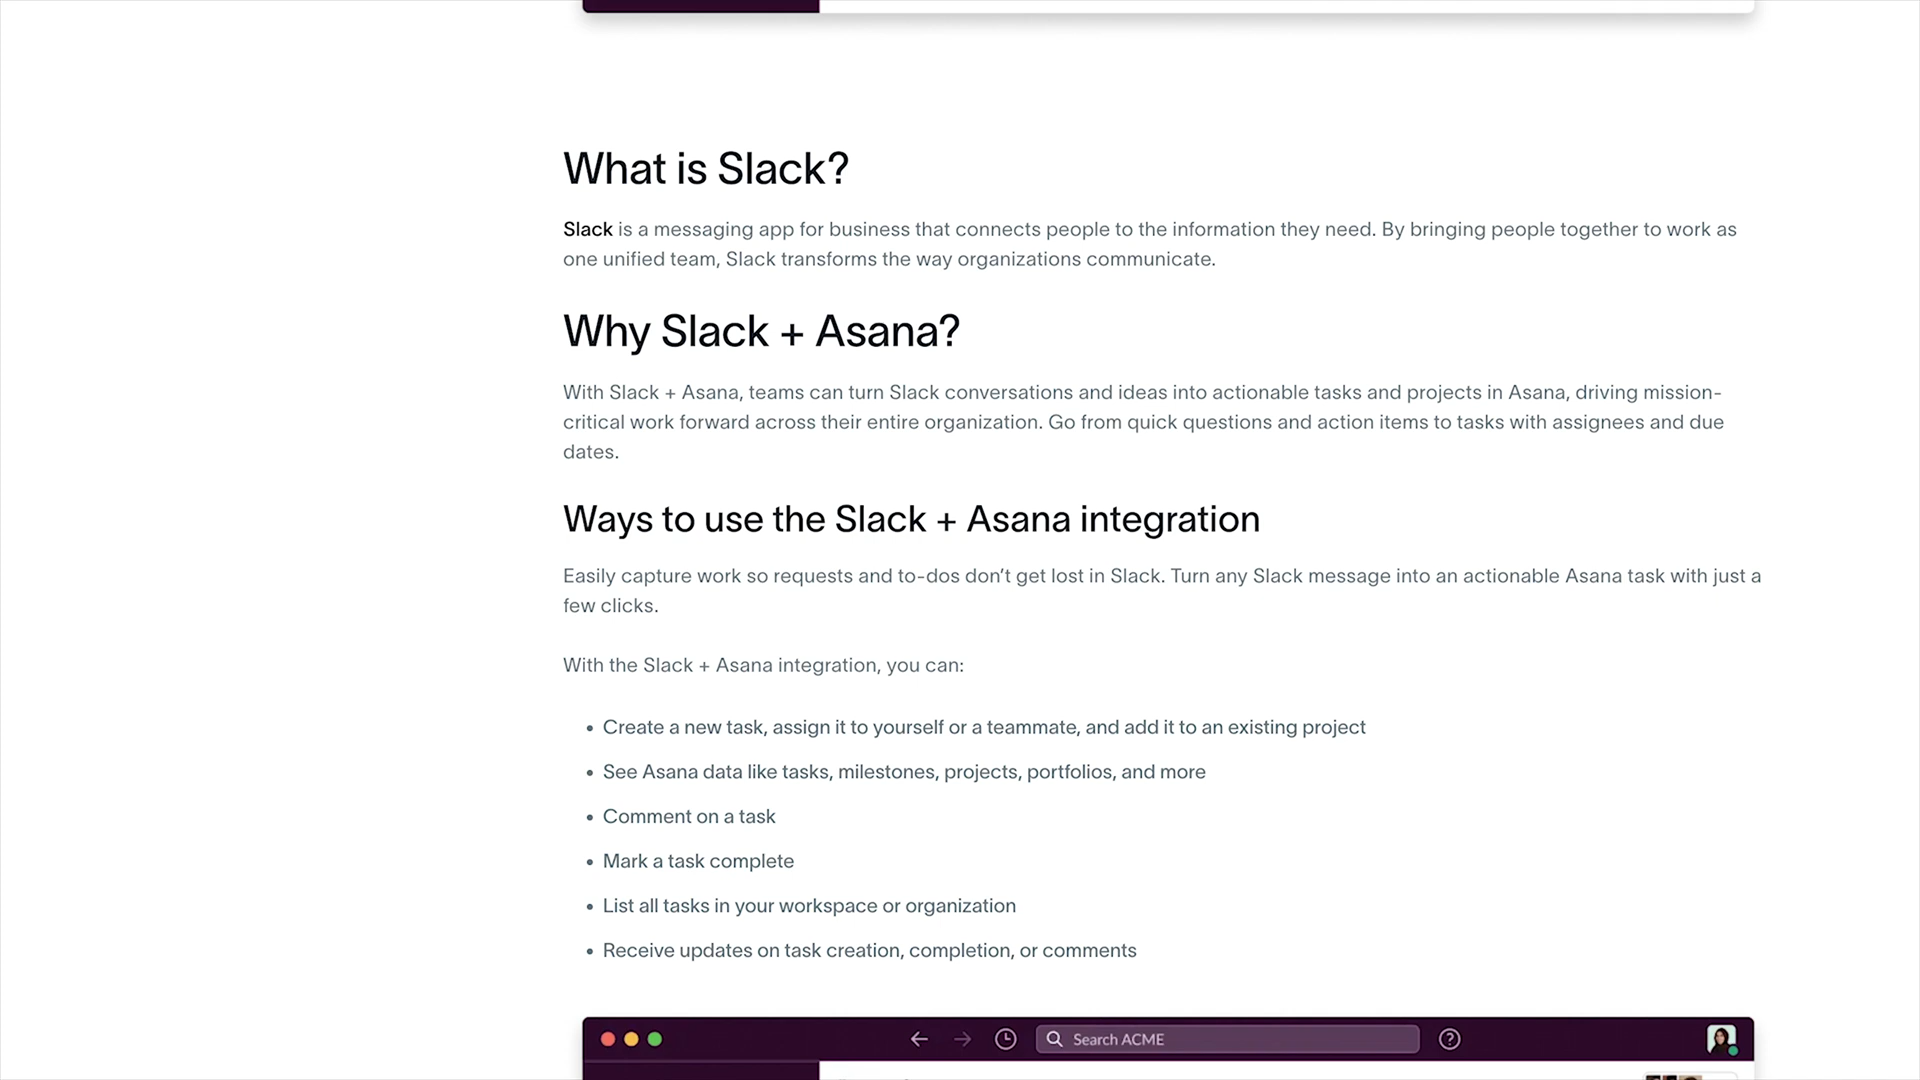 What is Slack?
Slack is a messaging app for business that connects people to the information they need. By bringing people together to work as
one unified team, Slack transforms the way organizations communicate.
Why Slack + Asana?
With Slack + Asana, teams can turn Slack conversations and ideas into actionable tasks and projects in Asana, driving mission-
critical work forward across their entire organization. Go from quick questions and action items to tasks with assignees and due
dates.
Ways to use the Slack + Asana integration
Easily capture work so requests and to-dos don’t get lost in Slack. Turn any Slack message into an actionable Asana task with just a
few clicks.
With the Slack + Asana integration, you can:
• Create a new task, assign it to yourself or a teammate, and add it to an existing project
• See Asana data like tasks, milestones, projects, portfolios, and more
• Comment on a task
• Mark a task complete
• List all tasks in your workspace or organization
• Receive updates on task creation, completion, or comments
Search ACME